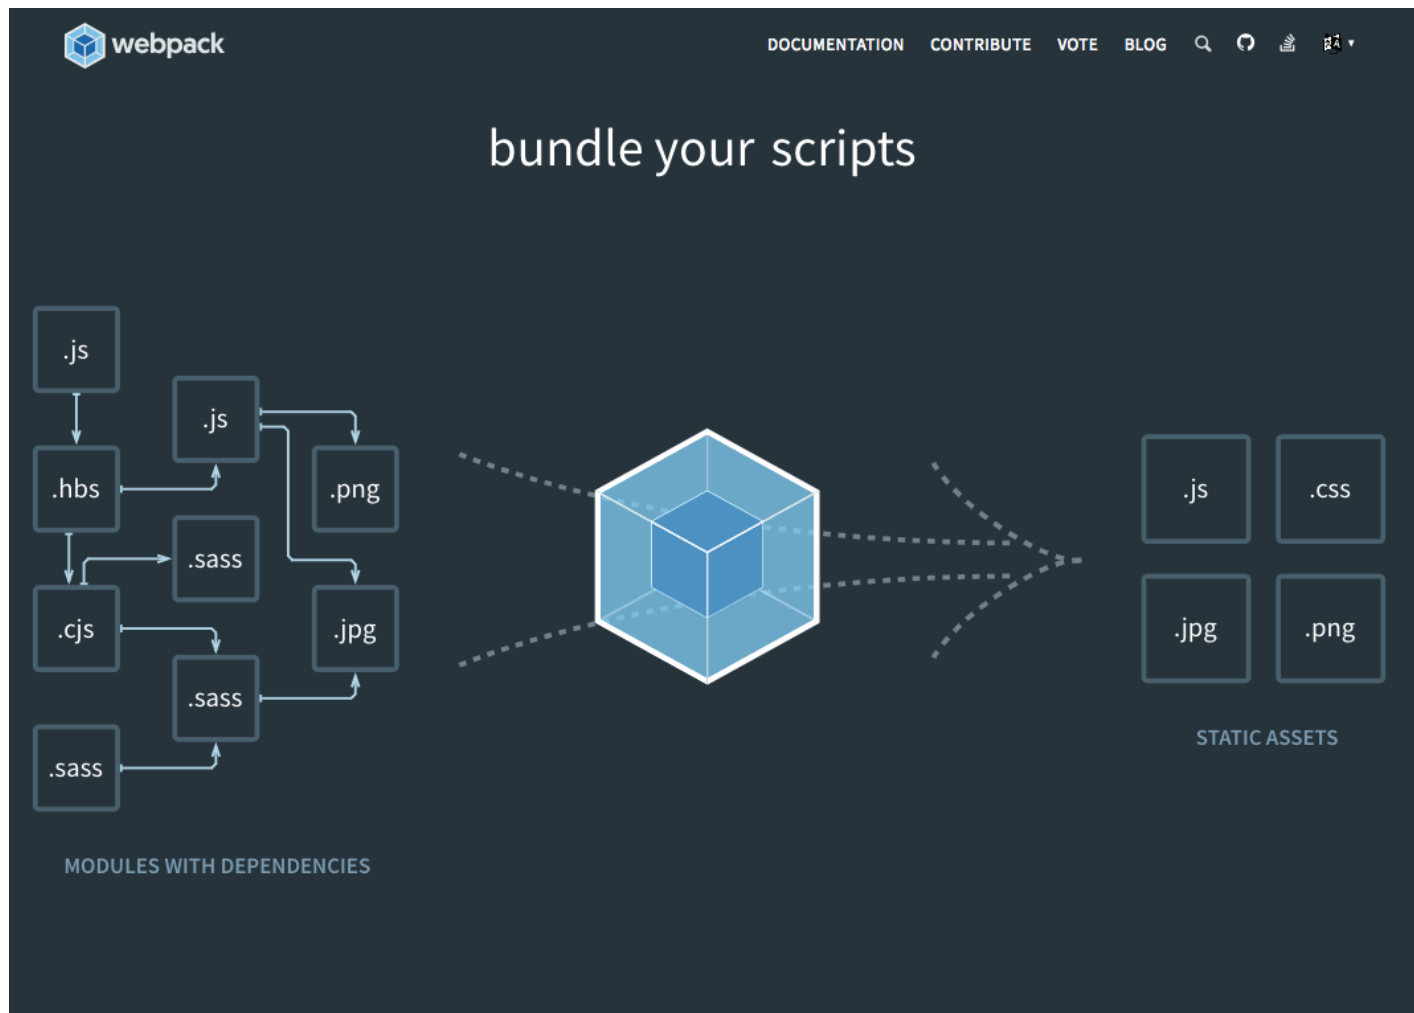 webpack
DOCUMENTATION CONTRIBUTE VOTE BLOG
bundle your scripts
.js
.js
.hbs
.png
.sass
.cjs
.jpg
.sass
.sass
MODULES WITH DEPENDENCIES
.js .css
.jpg .png
STATIC ASSETS